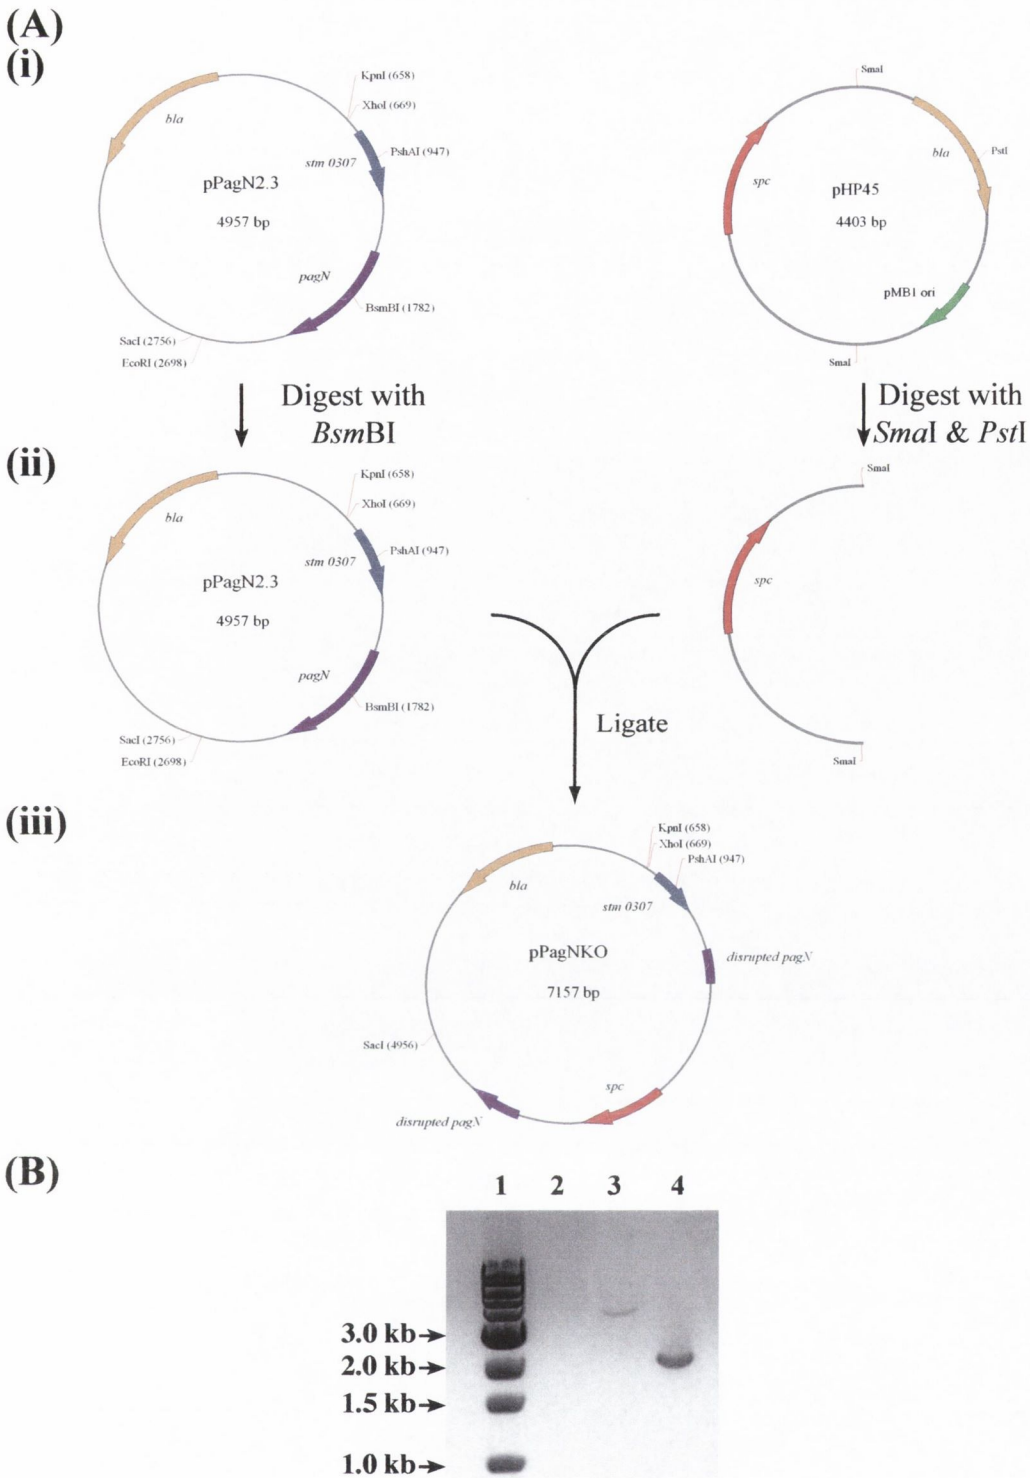 (A)
(i)
KpnI (658)
XhoI (669)
bla
stm 0307
PshAI (947)
pPagN2.3
4957 bp
pagN
BsmBI (1782)
SacI (2756)
EcoRI (2698)
SmaI
bla
PstI
spc
pHP45
4403 bp
pMB1 ori
SmaI
Digest with
BsmBI
Digest with
SmaI & PstI
(ii)
KpnI (658)
XhoI (669)
bla
stm 0307
PshAI (947)
pPagN2.3
4957 bp
pagN
BsmBI (1782)
SacI (2756)
EcoRI (2698)
SmaI
spc
SmaI
Ligate
(iii)
KpnI (658)
XhoI (669)
PshAI (947)
bla
stm 0307
pPagNKO
7157 bp
disrupted pagN
SacI (4956)
spc
disrupted pagN
(B)
1 2 3 4
3.0 kb
2.0 kb
1.5 kb
1.0 kb